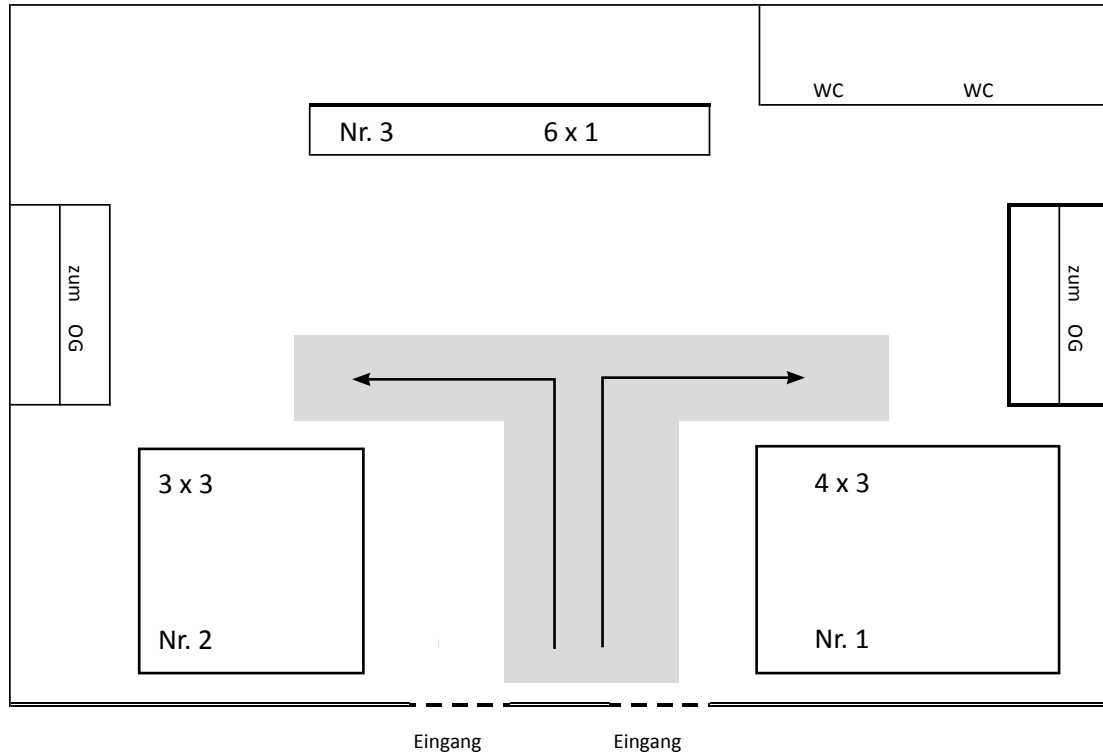 WC WC
Nr. 3 6 x 1
zum OG
zum OG
3 x 3
4 x 3
Nr. 2
Nr. 1
Eingang Eingang